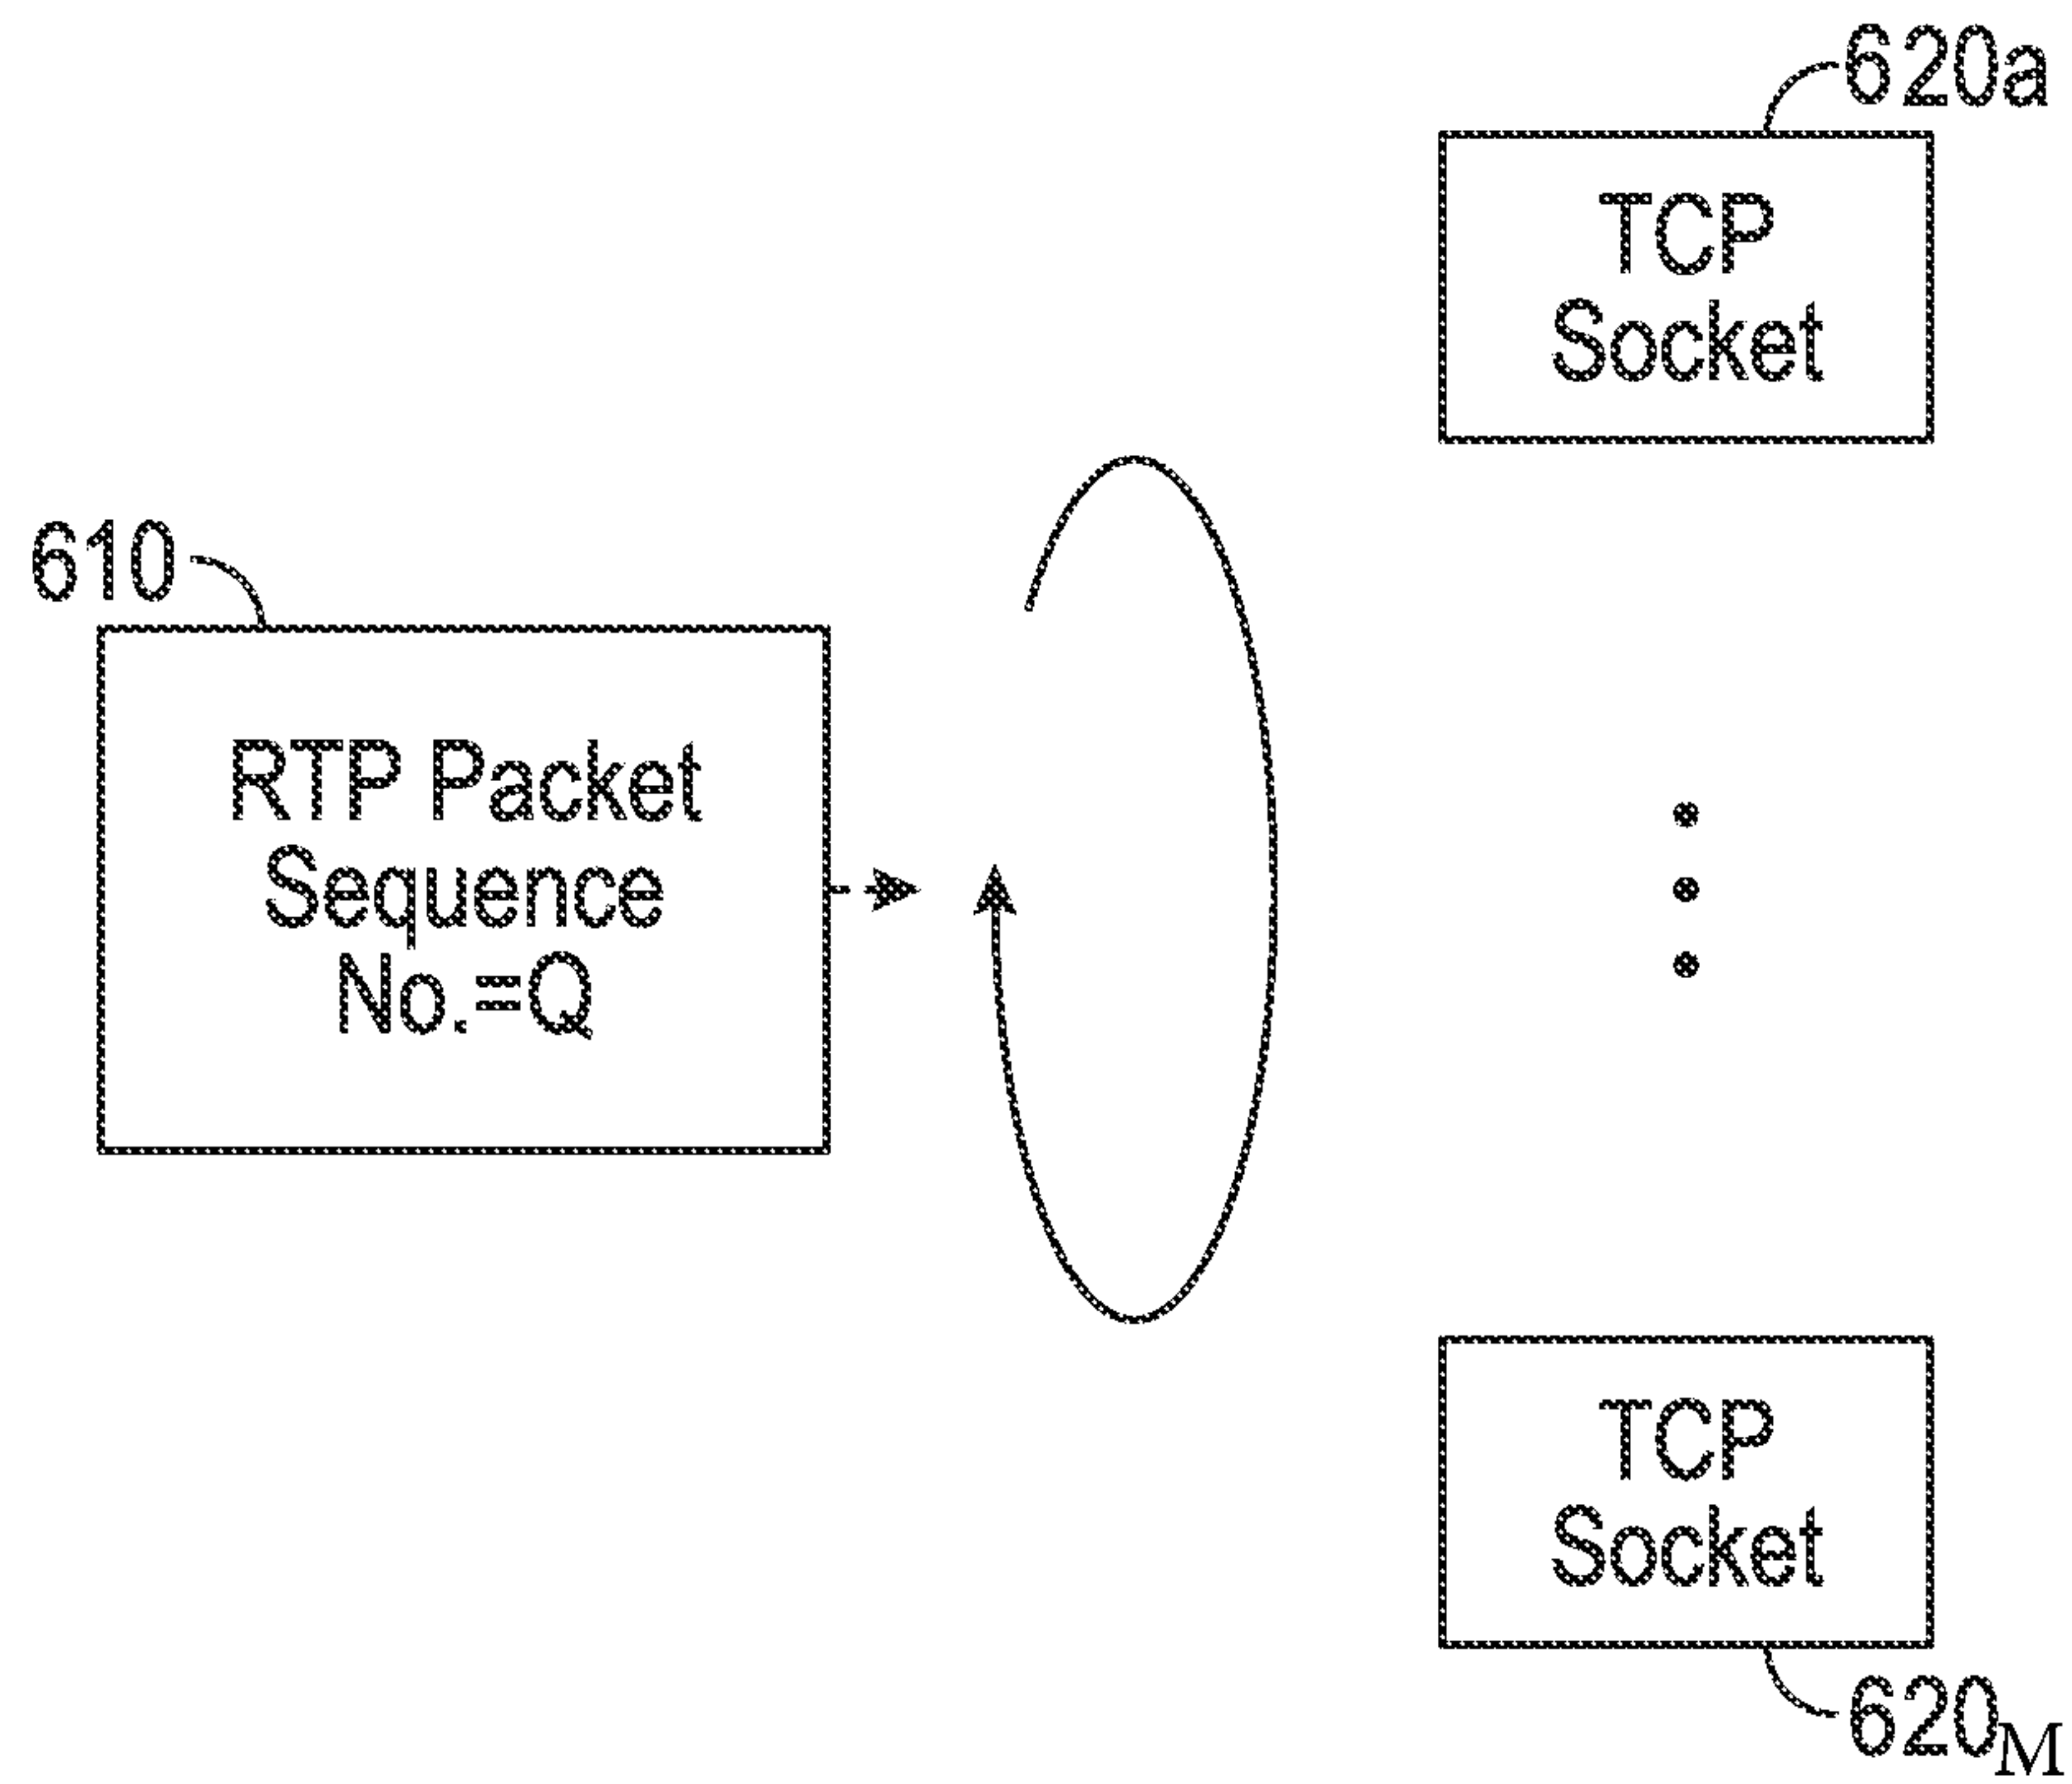 620a
TCP
Socket
610
RTP Packet
Sequence
No.=Q
TCP
Socket
620M